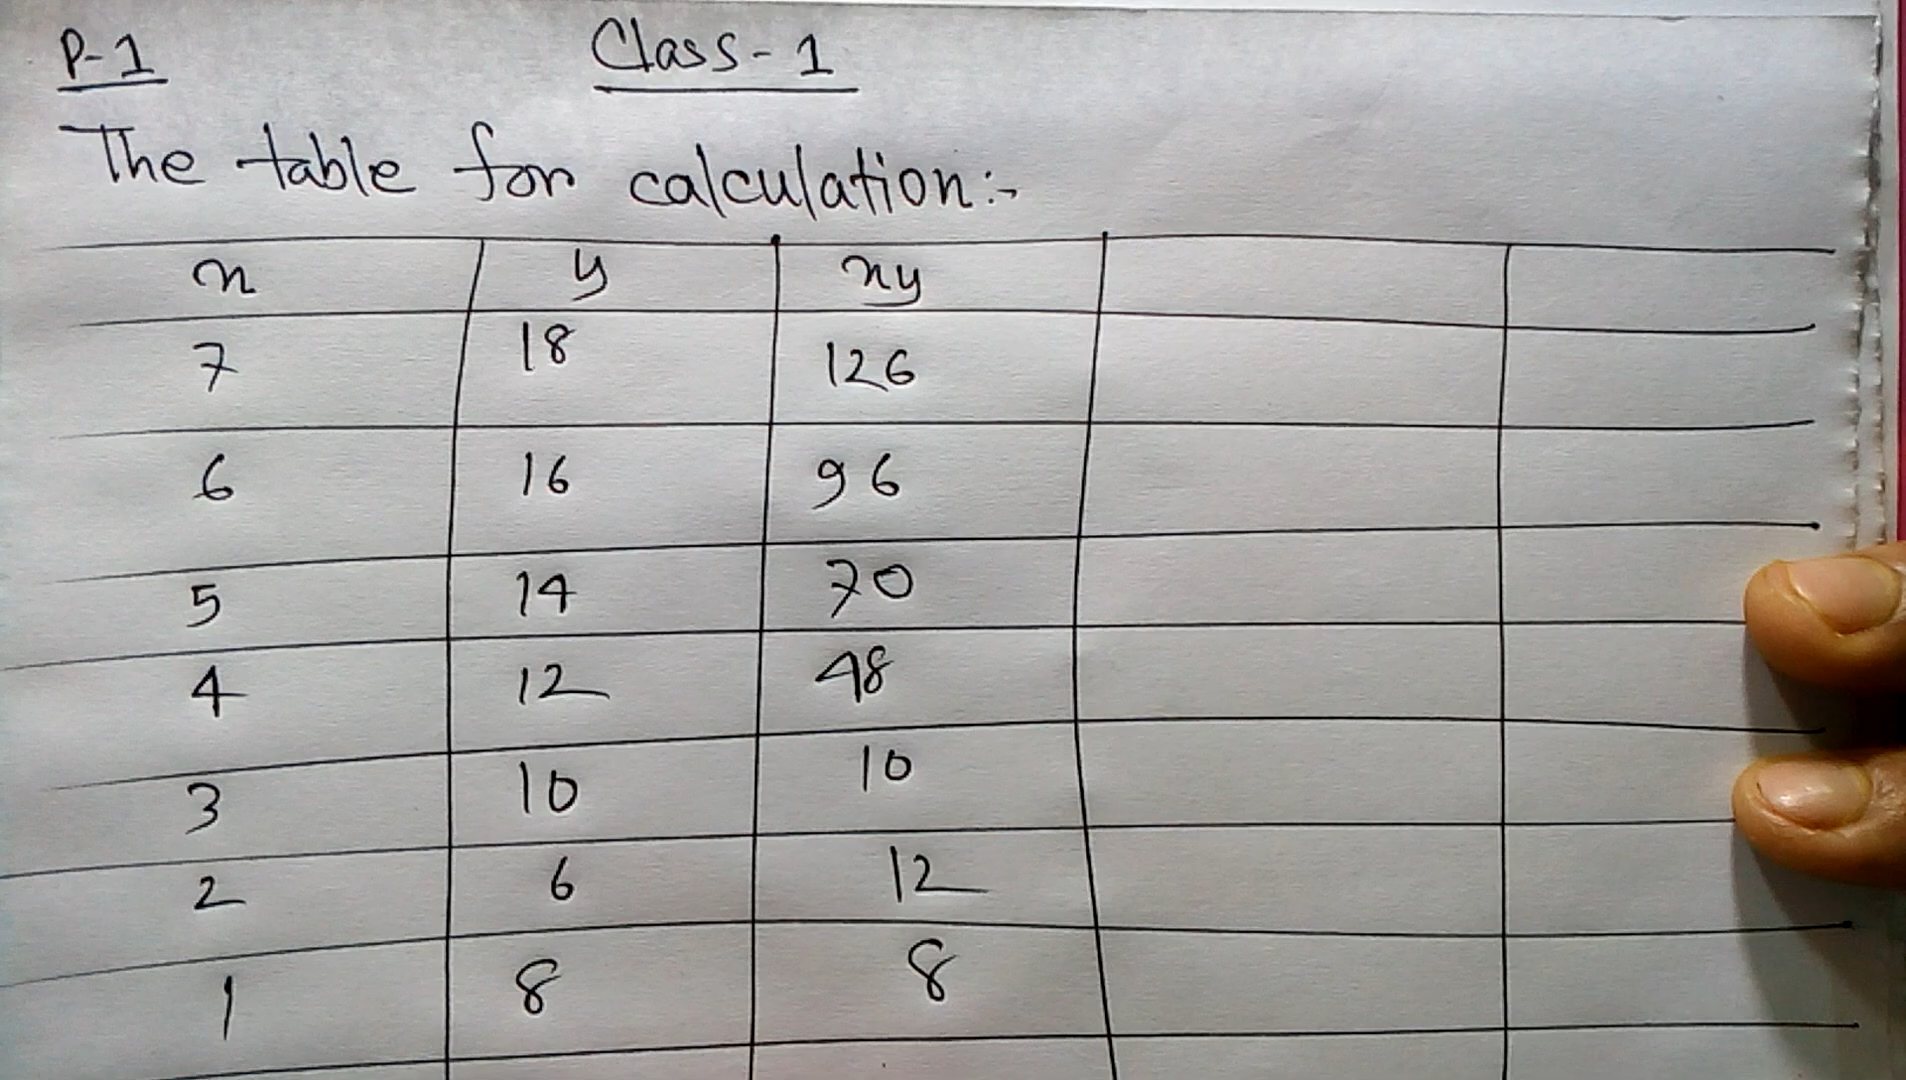 P-1 Class-1
The table for calculation:-
x y xy
7 18 126
6 16 96
5 14 70
4 12 48
3 10 10
2 6 12
1 8 8